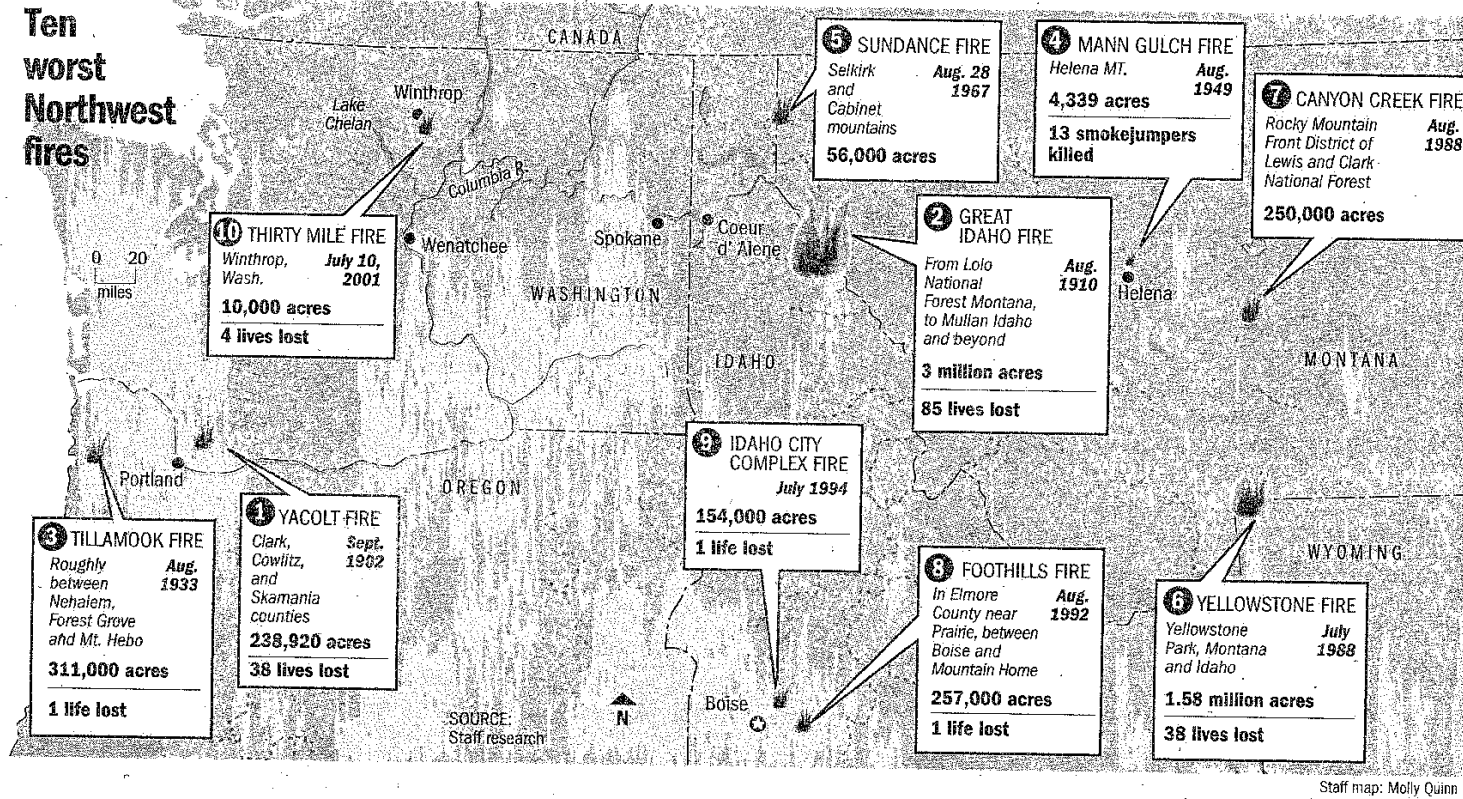 Ten
worst
Northwest
fires
CANADA
Lake
Chelan
Winthrop
Columbia R.
Wenatchee
Spokane
Coeur
d' Alene
WASHINGTON
IDAHO
Helena
MONTANA
0 20
miles
Portland
OREGON
WYOMING
Boise
N
5 SUNDANCE FIRE
Selkirk Aug. 28
and 1967
Cabinet
mountains
56,000 acres
4 MANN GULCH FIRE
Helena MT. Aug.
1949
4,339 acres
13 smokejumpers
killed
7 CANYON CREEK FIRE
Rocky Mountain Aug.
Front District of 1988
Lewis and Clark
National Forest
250,000 acres
10 THIRTY MILE FIRE
Winthrop, July 10,
Wash. 2001
10,000 acres
4 lives lost
2 GREAT
IDAHO FIRE
From Lolo Aug.
National 1910
Forest Montana,
to Mullan Idaho
and beyond
3 million acres
85 lives lost
9 IDAHO CITY
COMPLEX FIRE
July 1994
154,000 acres
1 life lost
3 TILLAMOOK FIRE
Roughly Aug.
between 1933
Nehalem,
Forest Grove
and Mt. Hebo
311,000 acres
1 life lost
1 YACOLT FIRE
Clark, Sept.
Cowlitz, 1902
and
Skamania
counties
238,920 acres
38 lives lost
8 FOOTHILLS FIRE
In Elmore Aug.
County near 1992
Prairie, between
Boise and
Mountain Home
257,000 acres
1 life lost
6 YELLOWSTONE FIRE
Yellowstone July
Park, Montana 1988
and Idaho
1.58 million acres
38 lives lost
SOURCE:
Staff research
Staff map: Molly Quinn